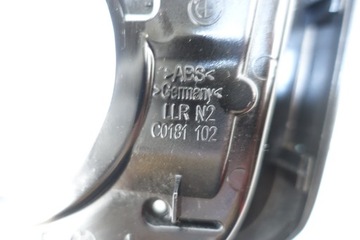 >ABS<
>Germany<
LLR N2
C0181 102